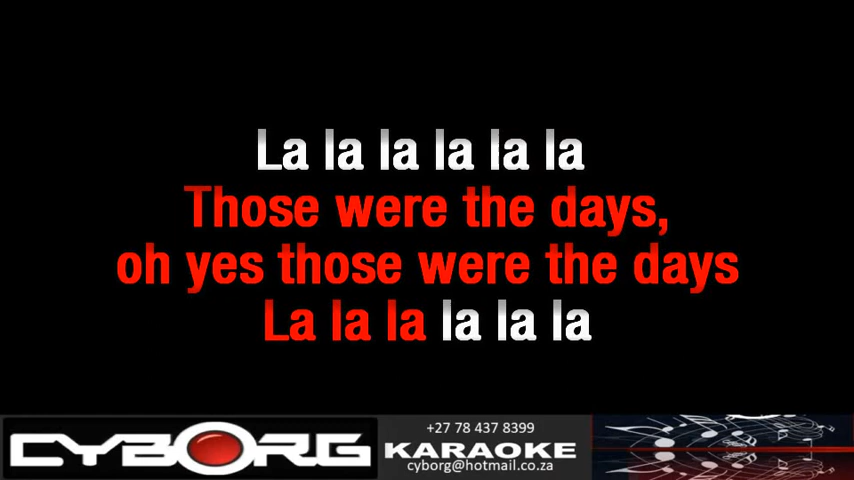 La la la la la la
Those were the days,
oh yes those were the days
La la la la la la
CYBORG
+27 78 437 8399
KARAOKE
cyborg@hotmail.co.za